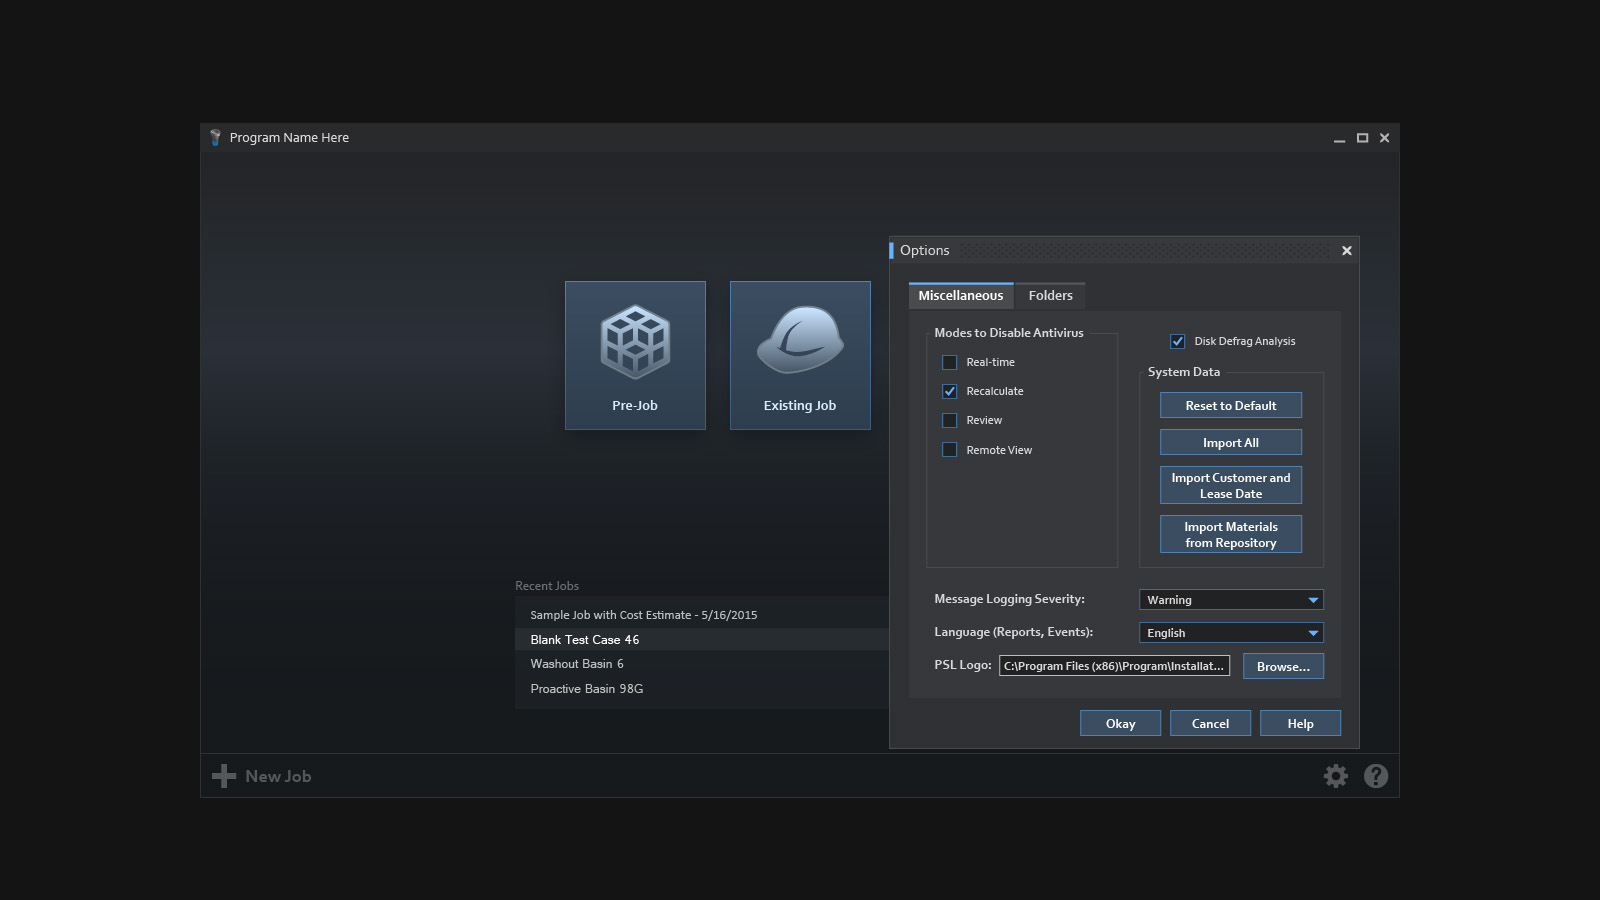 Program Name Here
Options
Miscellaneous
Folders
Modes to Disable Antivirus
Real-time
Recalculate
Review
Remote View
Disk Defrag Analysis
System Data
Reset to Default
Import All
Import Customer and
Lease Date
Import Materials
from Repository
Message Logging Severity:
Warning
Language (Reports, Events):
English
PSL Logo:
C:\Program Files (x86)\Program\Installat...
Browse...
Okay
Cancel
Help
Pre-Job
Existing Job
Recent Jobs
Sample Job with Cost Estimate - 5/16/2015
Blank Test Case 46
Washout Basin 6
Proactive Basin 98G
New Job